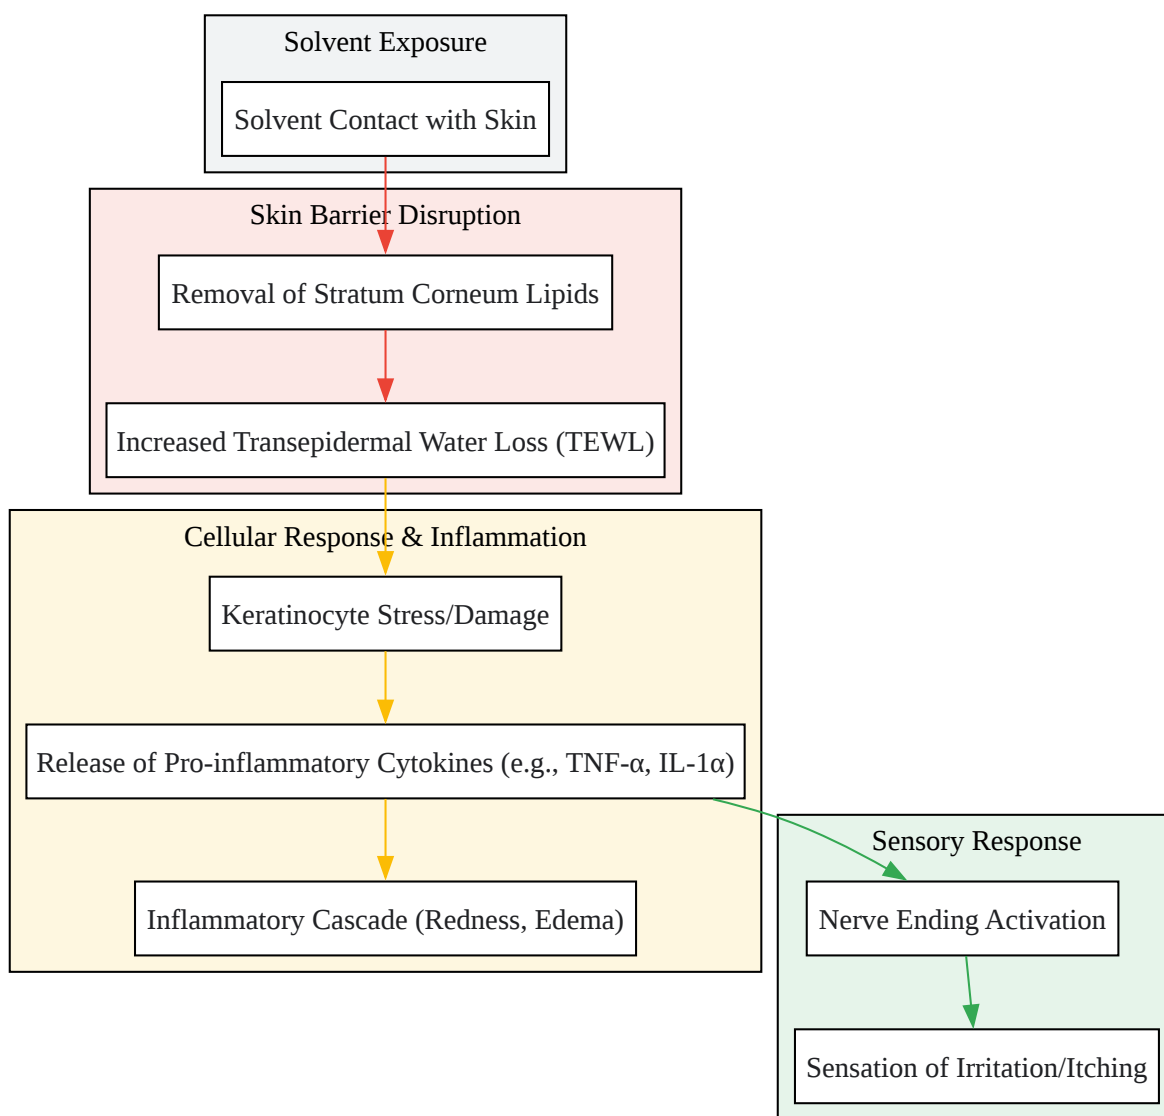 Solvent Exposure
Solvent Contact with Skin
Skin Barrier Disruption
Removal of Stratum Corneum Lipids
Increased Transepidermal Water Loss (TEWL)
Cellular Response & Inflammation
Keratinocyte Stress/Damage
Release of Pro-inflammatory Cytokines (e.g., TNF-α, IL-1α)
Inflammatory Cascade (Redness, Edema)
Sensory Response
Nerve Ending Activation
Sensation of Irritation/Itching